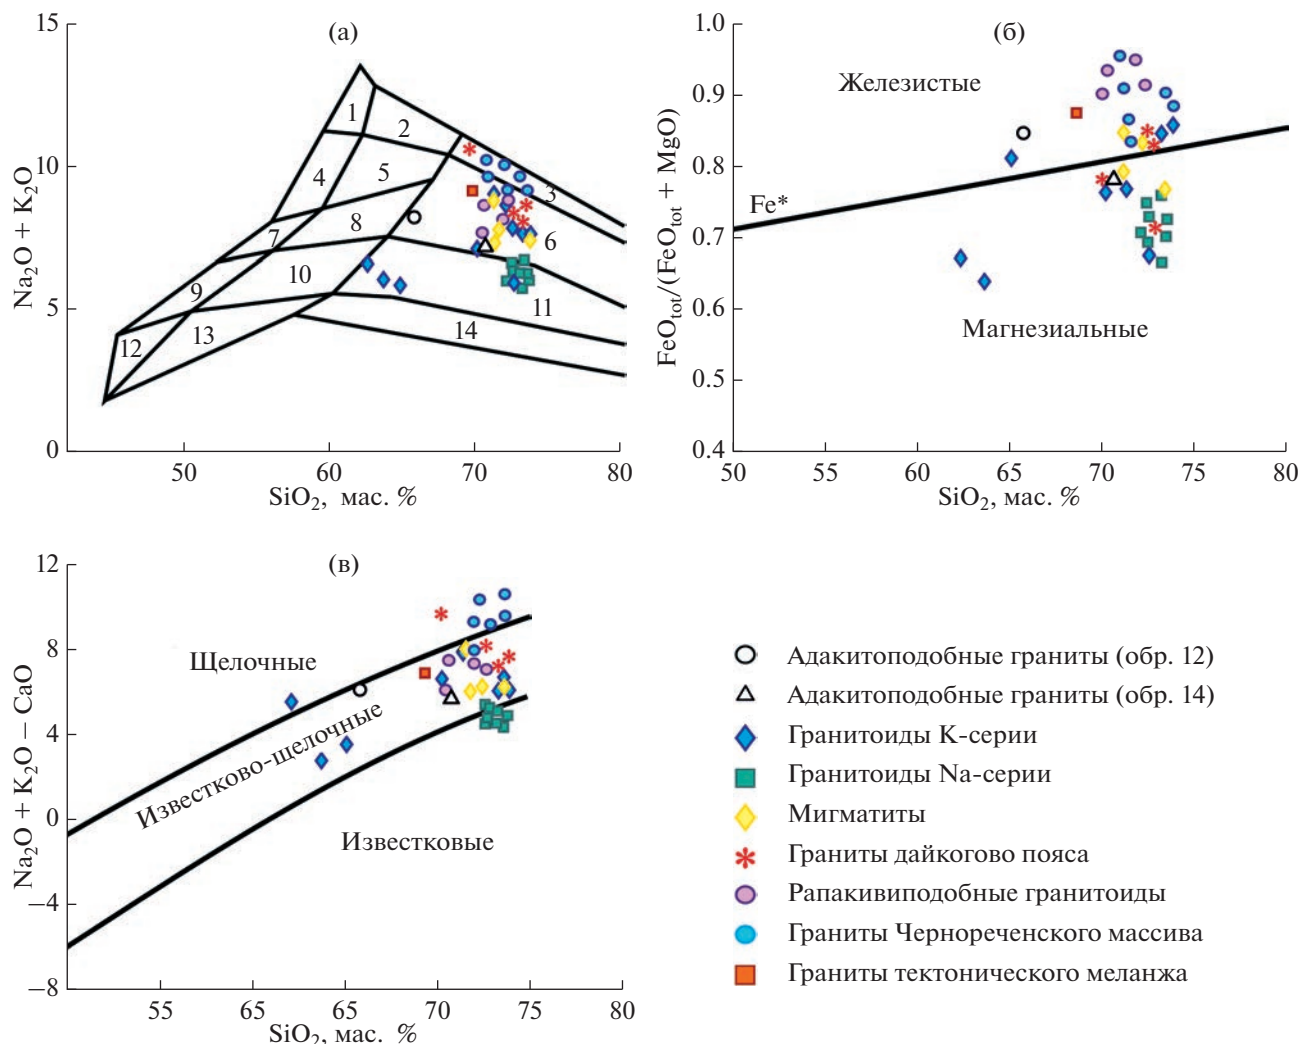 (а)
15
10
5
0
Na₂O + K₂O
1
2
3
4
5
6
7
8
9
10
11
12
13
14
50
60
70
80
SiO₂, мас. %
(б)
1.0
0.9
0.8
0.7
0.6
0.5
0.4
FeOtot/(FeOtot + MgO)
Железистые
Fe*
Магнезиальные
50
55
60
65
70
75
80
SiO₂, мас. %
(в)
12
8
4
0
−4
−8
Na₂O + K₂O – CaO
Щелочные
Известково-щелочные
Известковые
55
65
65
70
75
80
SiO₂, мас. %
Адакитоподобные граниты (обр. 12)
Адакитоподобные граниты (обр. 14)
Гранитоиды К-серии
Гранитоиды Na-серии
Мигматиты
Граниты дайкогово пояса
Рапакивиподобные гранитоиды
Граниты Чернореченского массива
Граниты тектонического меланжа